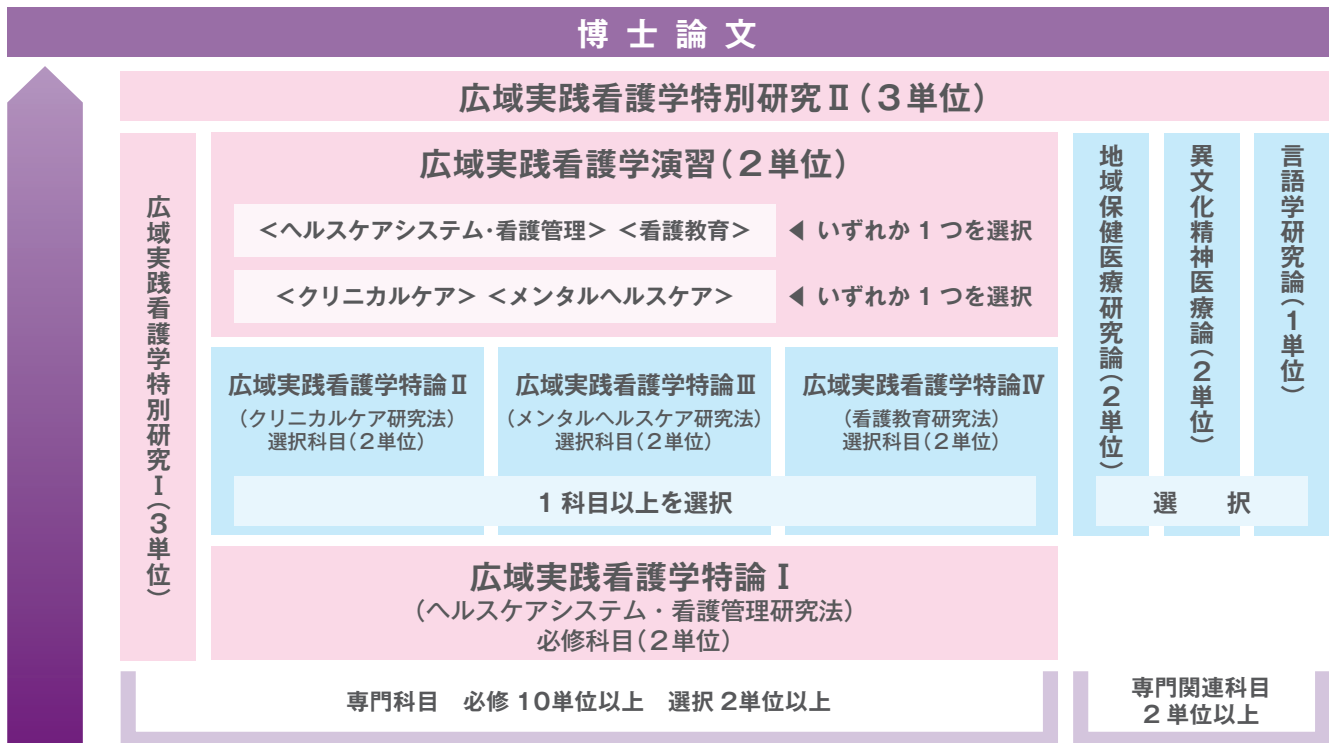 博士論文
広域実践看護学特別研究Ⅱ(3単位)
広域実践看護学特別研究Ⅰ(3単位)
広域実践看護学演習(2単位)
＜ヘルスケアシステム・看護管理＞ ＜看護教育＞ ◀ いずれか 1 つを選択
＜クリニカルケア＞ ＜メンタルヘルスケア＞ ◀ いずれか 1 つを選択
広域実践看護学特論Ⅱ
(クリニカルケア研究法)
選択科目(2単位)
広域実践看護学特論Ⅲ
(メンタルヘルスケア研究法)
選択科目(2単位)
広域実践看護学特論Ⅳ
(看護教育研究法)
選択科目(2単位)
1 科目以上を選択
広域実践看護学特論 Ⅰ
(ヘルスケアシステム・看護管理研究法)
必修科目(2単位)
地域保健医療研究論(2単位)
異文化精神医療論(2単位)
言語学研究論(1単位)
選 択
専門科目 必修 10単位以上 選択 2単位以上
専門関連科目
2 単位以上